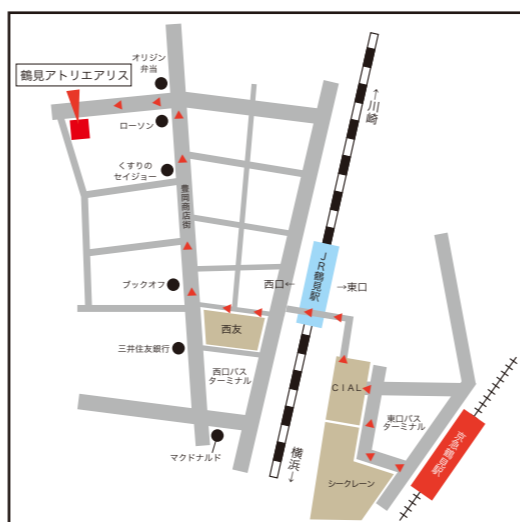 オリジン
弁当
鶴見アトリエアリス
ローソン
←川崎
くすりの
セイジョー
豊岡商店街
JR鶴見駅
西口←
→東口
ブックオフ
西友
三井住友銀行
西口バス
ターミナル
CIAL
東口バス
ターミナル
マクドナルド
横浜→
シークレーン
京急鶴見駅